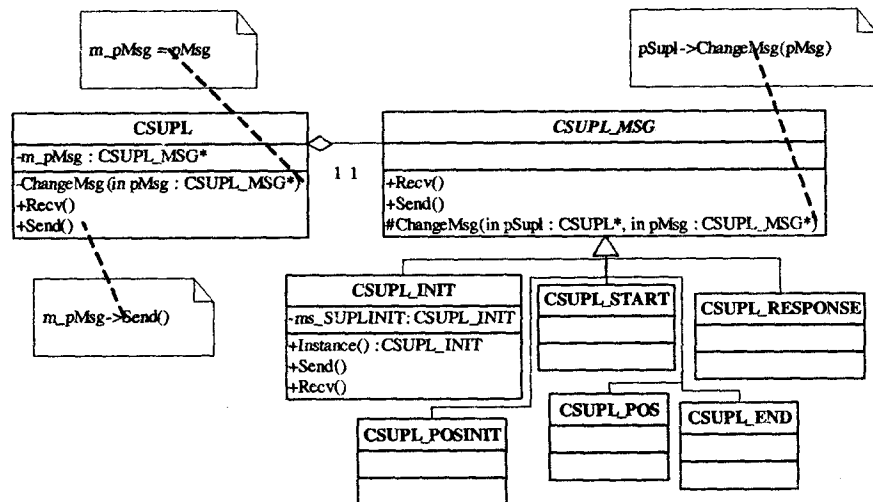 m_pMsg = pMsg
pSupl->ChangeMsg(pMsg)
CSUPL
-m_pMsg : CSUPL_MSG*
-ChangeMsg(in pMsg : CSUPL_MSG*)
+Recv()
+Send()
1 1
CSUPL_MSG
+Recv()
+Send()
#ChangeMsg(in pSupl : CSUPL*, in pMsg : CSUPL_MSG*)
m_pMsg->Send()
CSUPL_INIT
-ms_SUPLINIT : CSUPL_INIT
+Instance() : CSUPL_INIT
+Send()
+Recv()
CSUPL_START
CSUPL_RESPONSE
CSUPL_POSINIT
CSUPL_POS
CSUPL_END